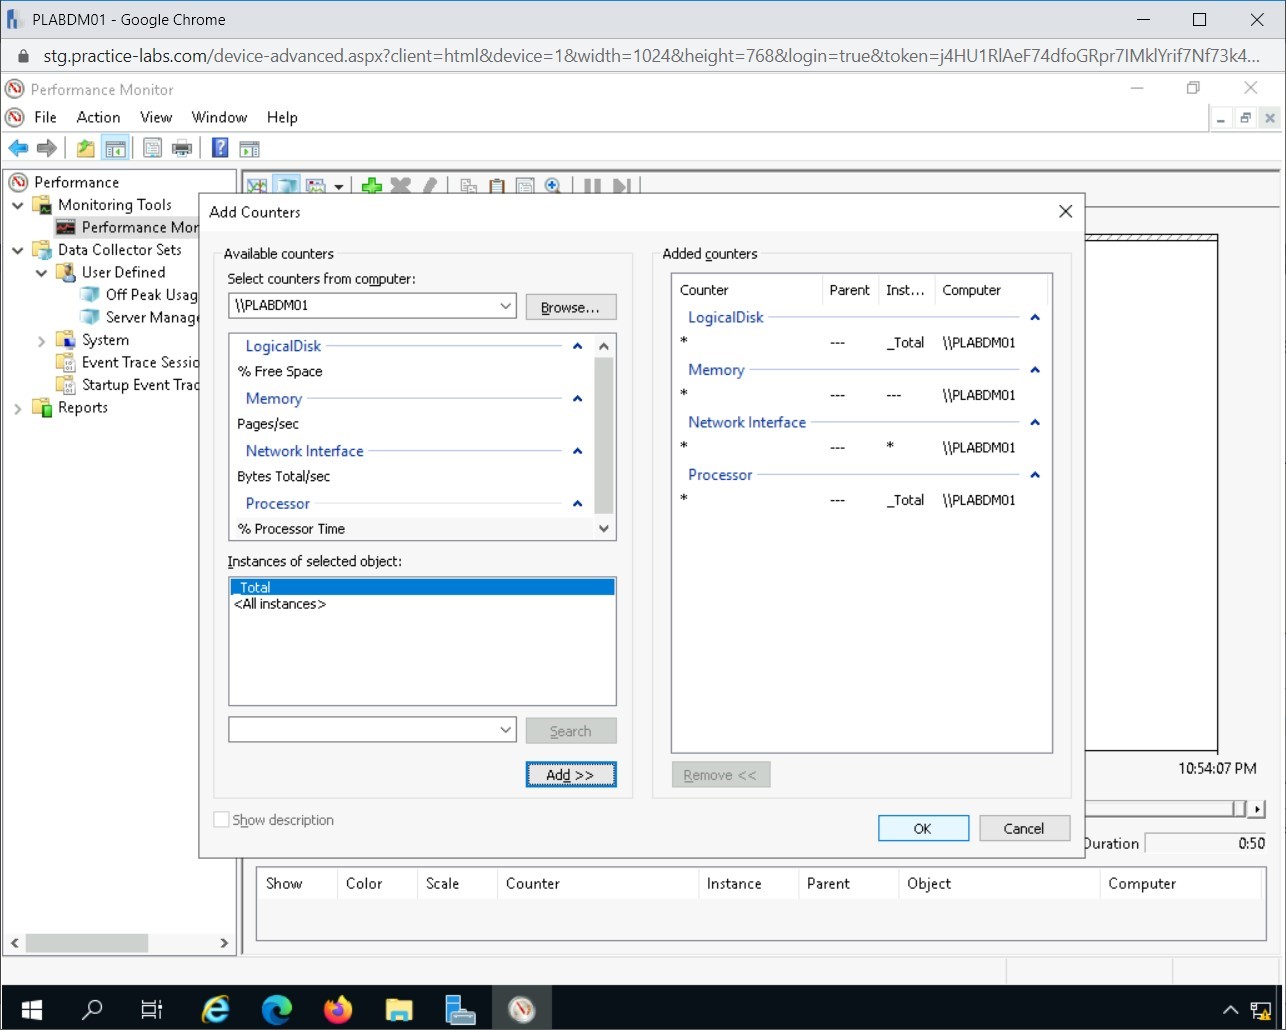 PLABDM01 - Google Chrome
stg.practice-labs.com/device-advanced.aspx?client=html&device=1&width=1024&height=768&login=true&token=j4HU1RlAeF74dfoGRpr7IMklYrif7Nf73k4...
Performance Monitor
File Action View Window Help
Performance
Monitoring Tools
Performance Mor
Data Collector Sets
User Defined
Off Peak Usag
Server Manage
System
Event Trace Sessio
Startup Event Trac
Reports
Add Counters
Available counters
Select counters from computer:
\\PLABDM01
Browse...
LogicalDisk
% Free Space
Memory
Pages/sec
Network Interface
Bytes Total/sec
Processor
% Processor Time
Instances of selected object:
_Total
<All instances>
Search
Add >>
Show description
Added counters
Counter Parent Inst... Computer
LogicalDisk
* --- _Total \\PLABDM01
Memory
* --- --- \\PLABDM01
Network Interface
* --- * \\PLABDM01
Processor
* --- _Total \\PLABDM01
Remove <<
OK Cancel
10:54:07 PM
Duration 0:50
Show Color Scale Counter Instance Parent Object Computer